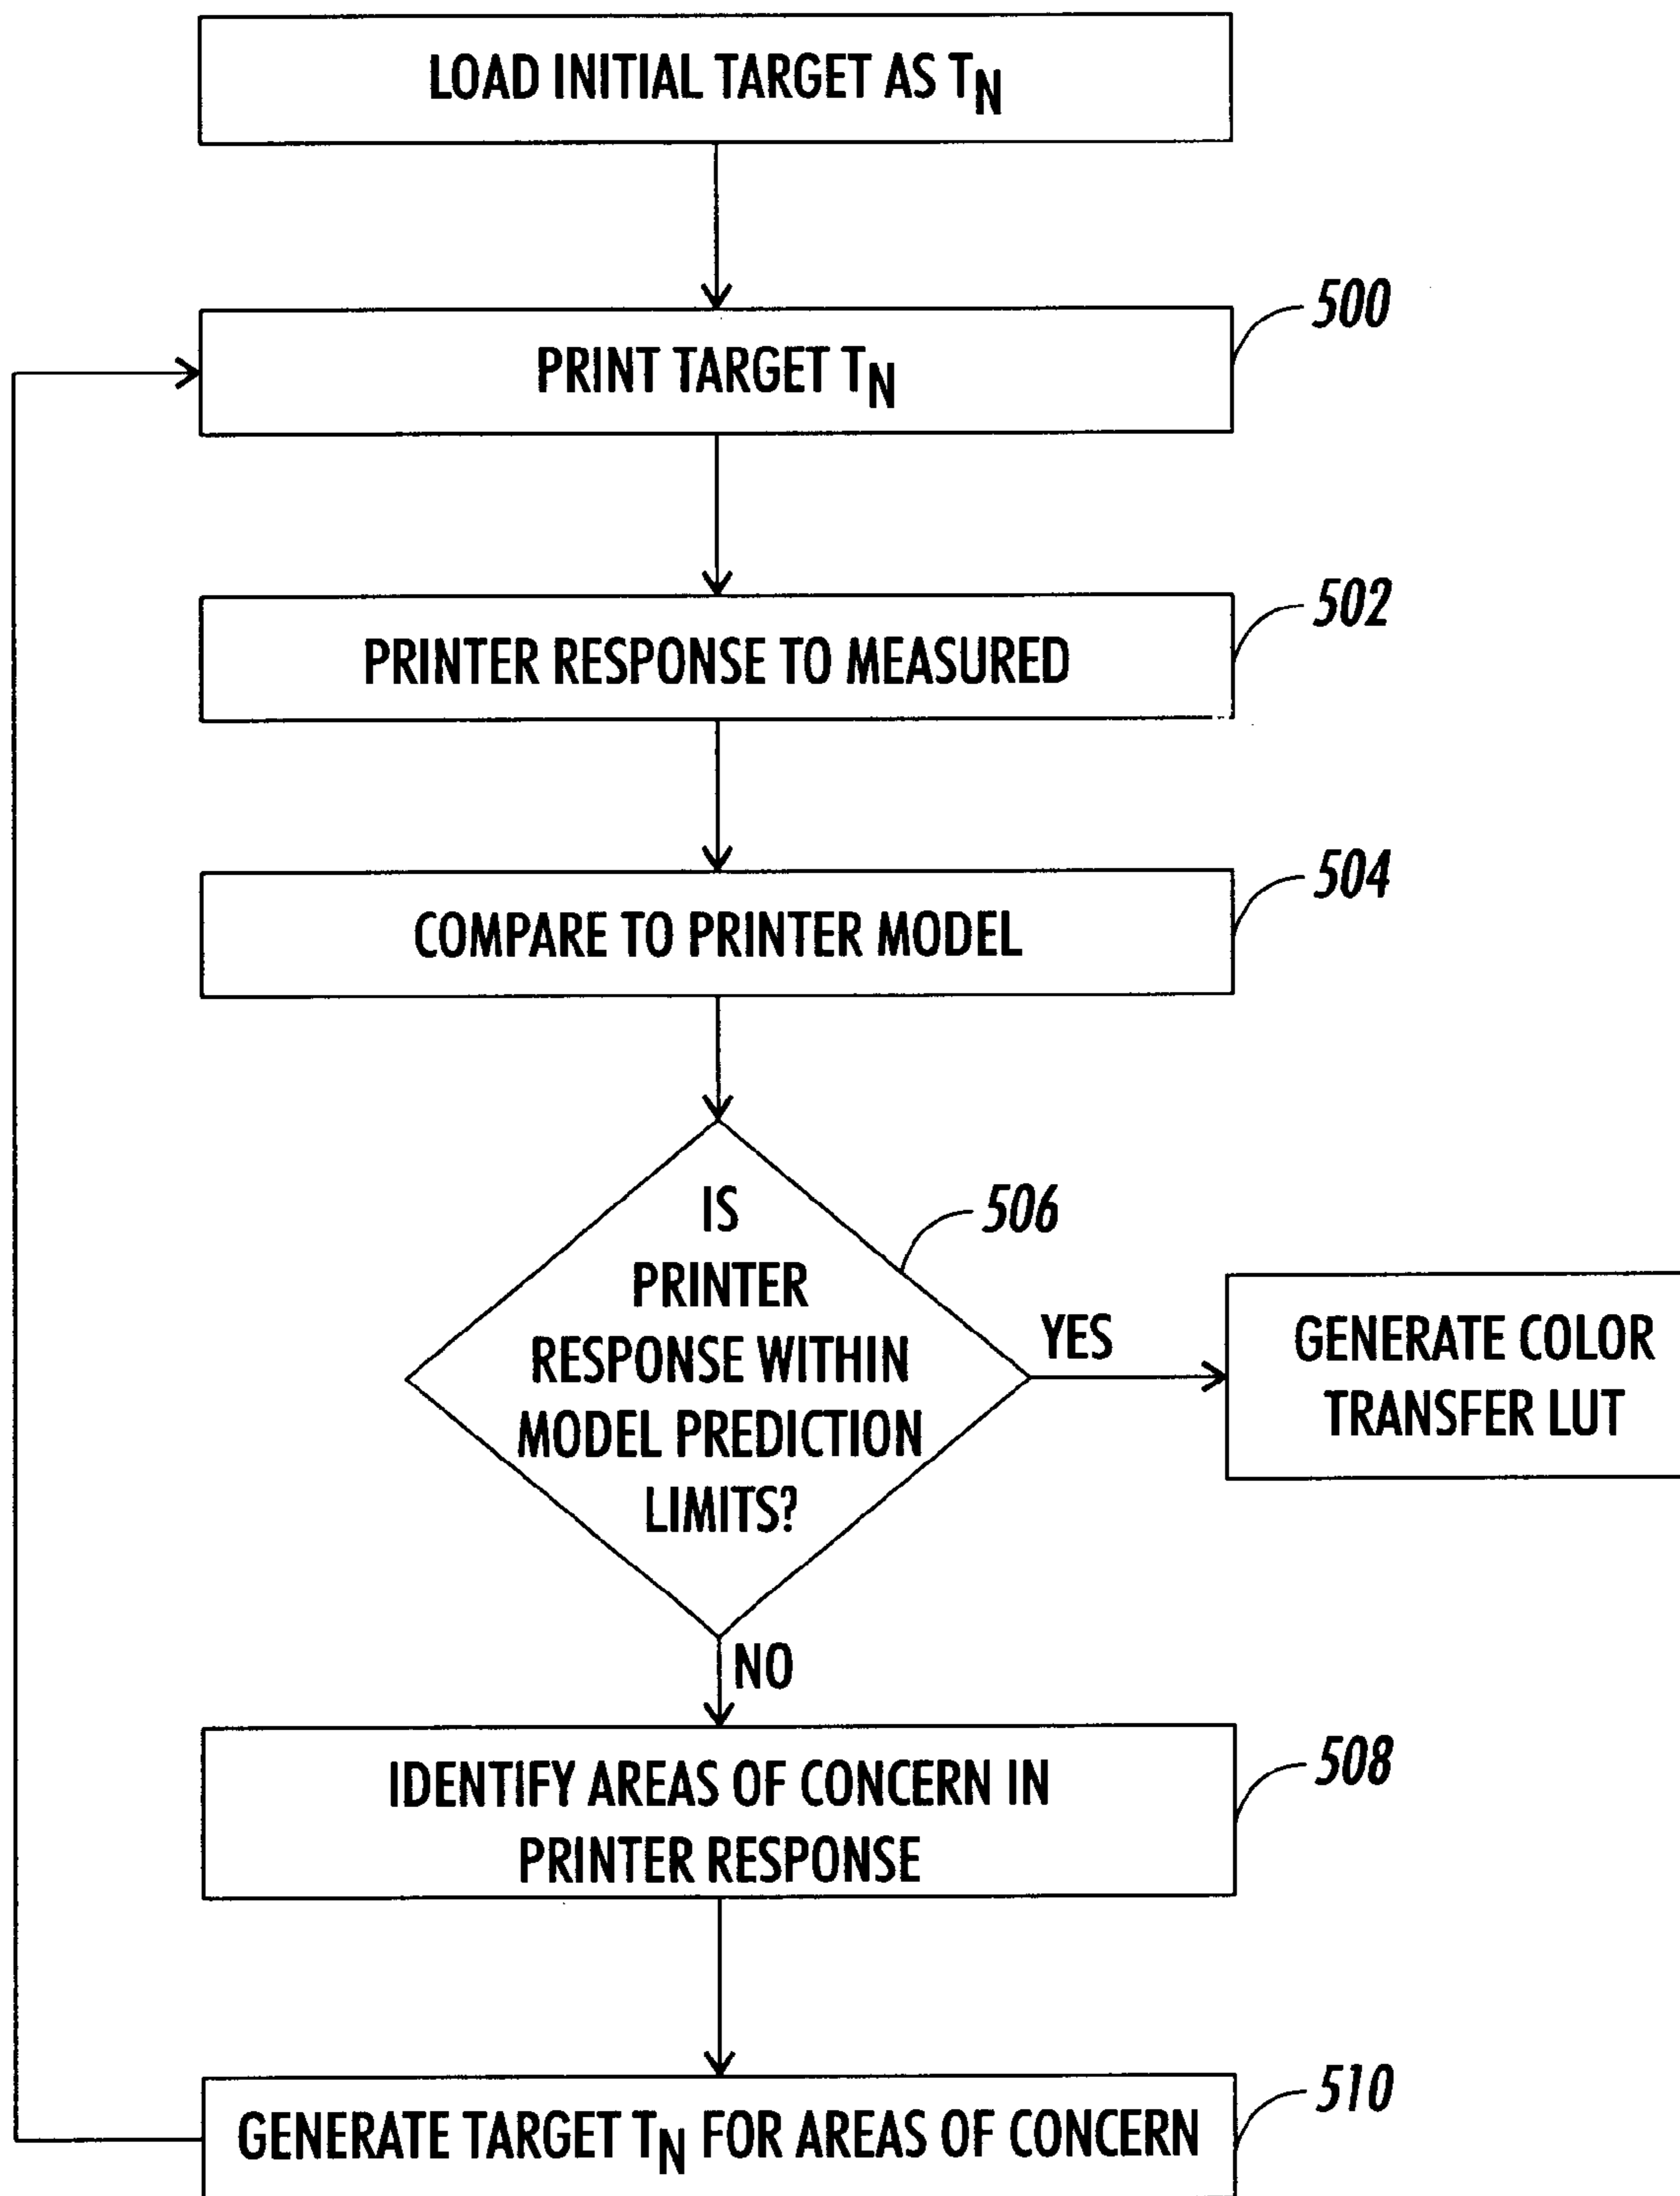 LOAD INITIAL TARGET AS TN
500
PRINT TARGET TN
502
PRINTER RESPONSE TO MEASURED
504
COMPARE TO PRINTER MODEL
506
IS
PRINTER
RESPONSE WITHIN
MODEL PREDICTION
LIMITS?
YES
GENERATE COLOR
TRANSFER LUT
NO
508
IDENTIFY AREAS OF CONCERN IN
PRINTER RESPONSE
510
GENERATE TARGET TN FOR AREAS OF CONCERN